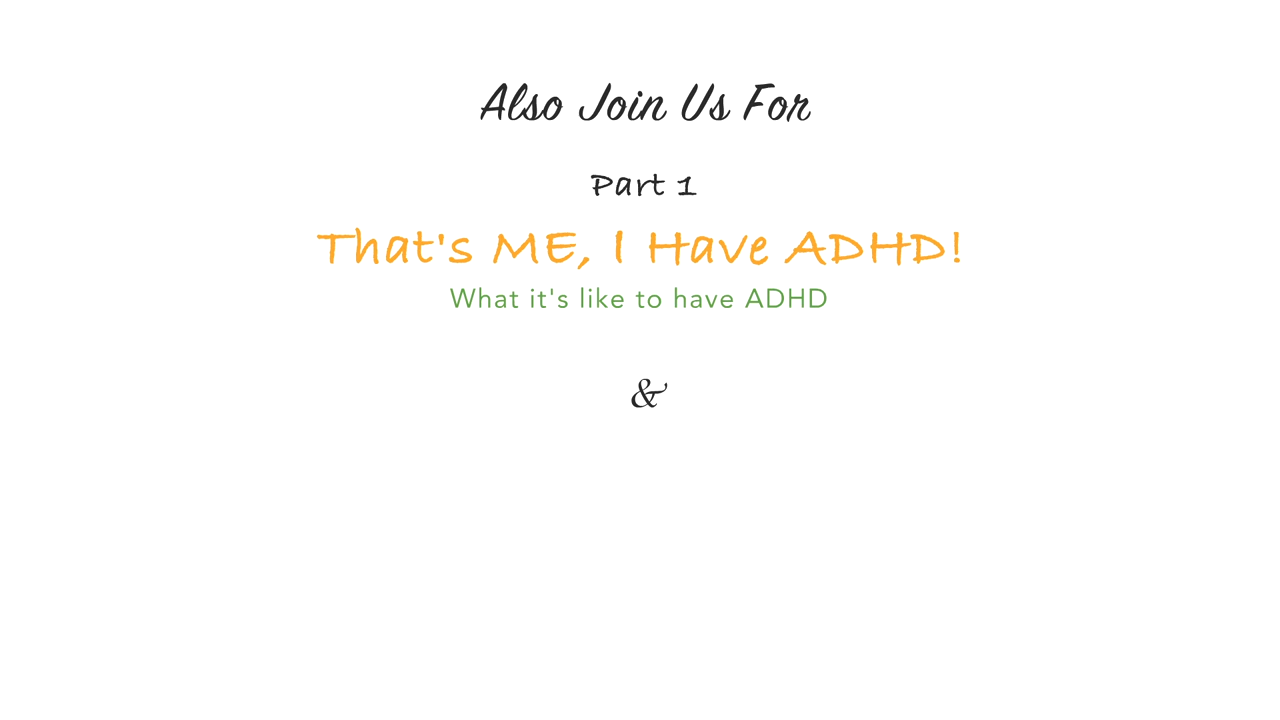 Also Join Us For
Part 1
That's ME, I Have ADHD!
What it's like to have ADHD
&